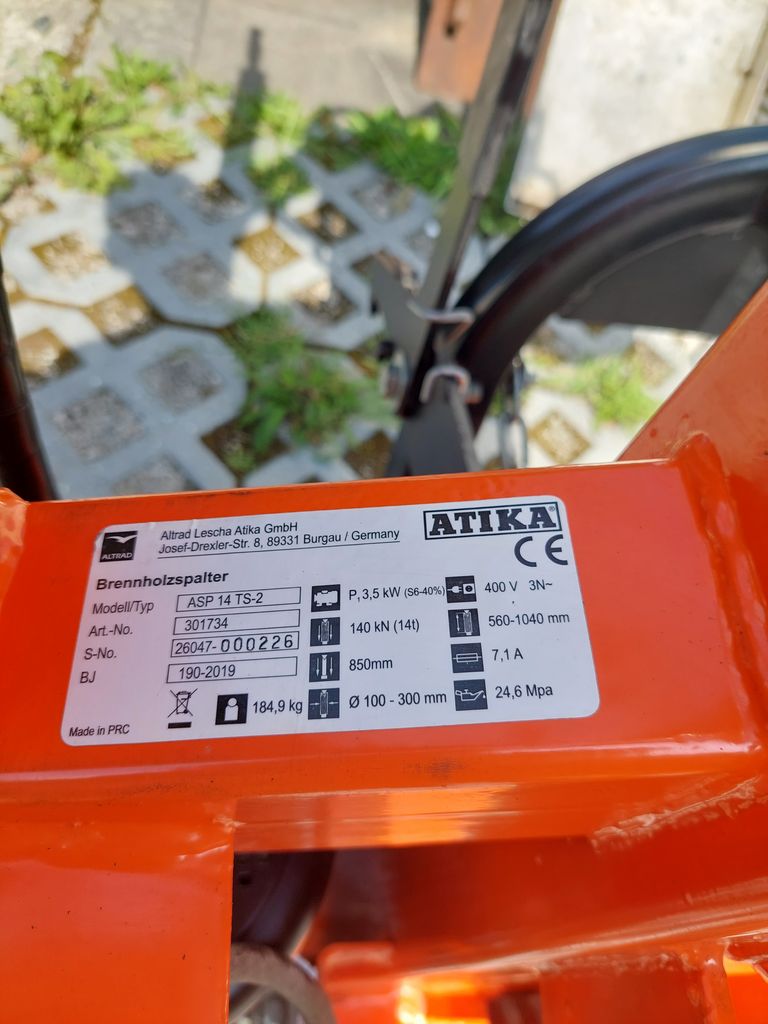 ALTRAD
Altrad Lescha Atika GmbH
Josef-Drexler-Str. 8, 89331 Burgau / Germany
ATIKA®
CE
Brennholzspalter
Modell/Typ ASP 14 TS-2
Art.-No. 301734
S-No. 26047-000226
BJ 190-2019
P, 3,5 kW (S6-40%)
400 V 3N~
140 kN (14t)
560-1040 mm
850mm
7,1 A
184,9 kg
Ø 100 - 300 mm
24,6 Mpa
Made in PRC